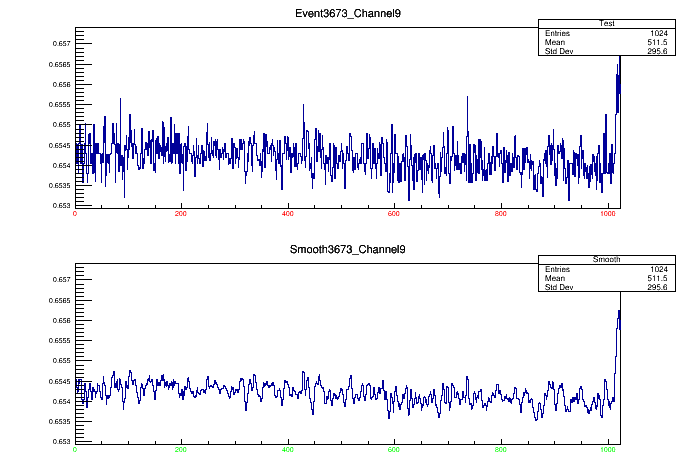 Event3673_Channel9
Test
Entries 1024
Mean 511.5
Std Dev 295.6
0.657
0.6565
0.656
0.6555
0.655
0.6545
0.654
0.6535
0.653
0 200 400 600 800 1000
Smooth3673_Channel9
Smooth
Entries 1024
Mean 511.5
Std Dev 295.6
0.657
0.6565
0.656
0.6555
0.655
0.6545
0.654
0.6535
0.653
0 200 400 600 800 1000